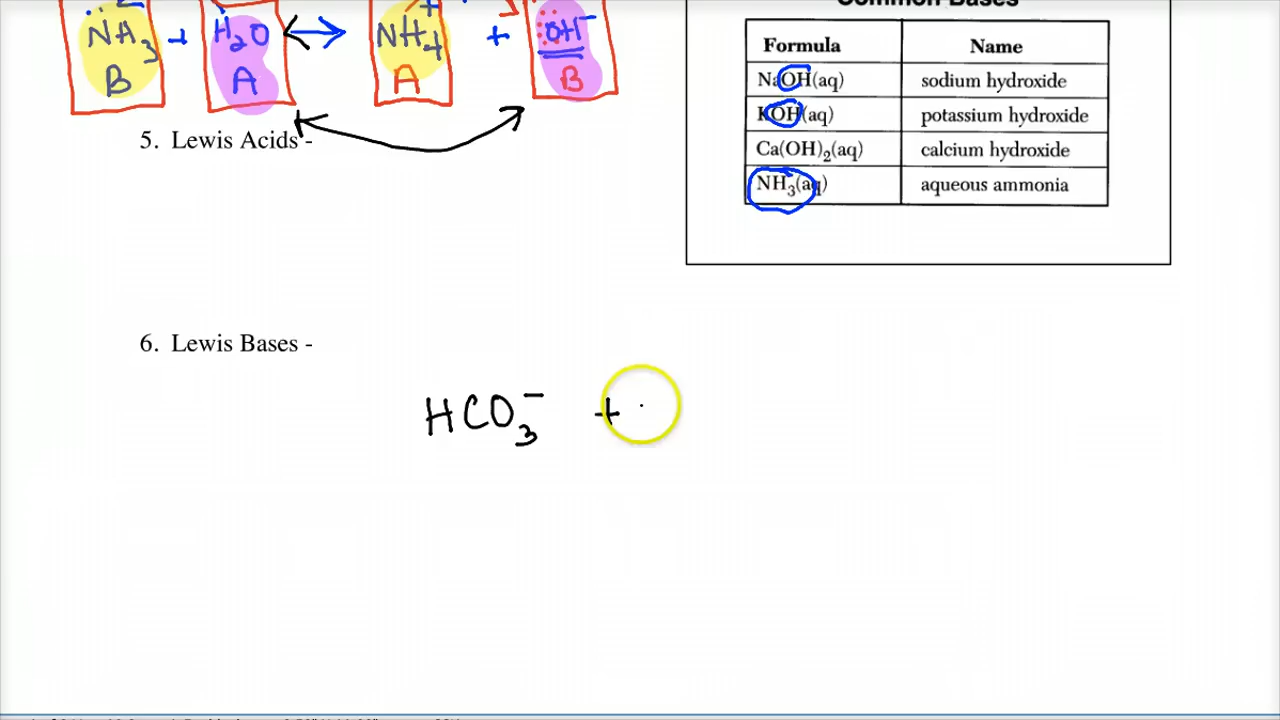 NH3 + H2O ↔ NH4+ + OH-
B A A B
Common Bases
Formula Name
NaOH(aq) sodium hydroxide
KOH(aq) potassium hydroxide
Ca(OH)2(aq) calcium hydroxide
NH3(aq) aqueous ammonia
5. Lewis Acids -
6. Lewis Bases -
HCO3- +